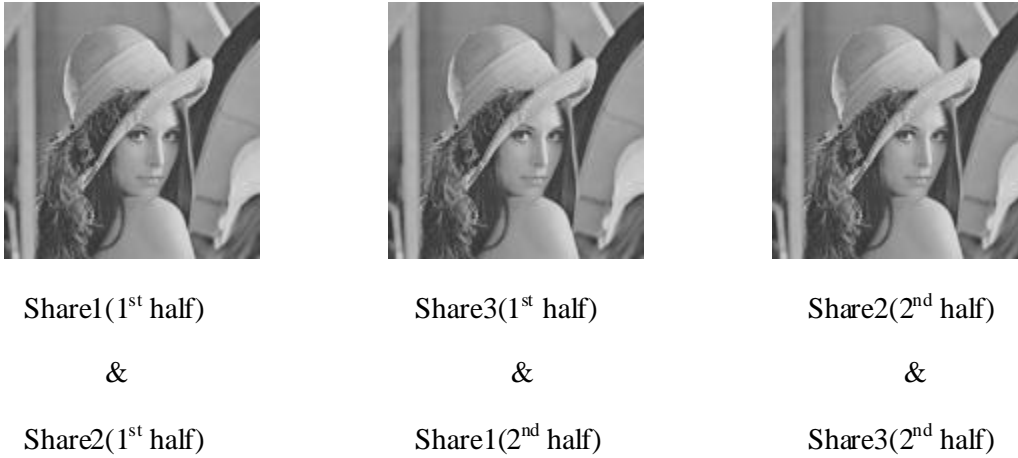 Share1(1st half) Share3(1st half) Share2(2nd half)
& & &
Share2(1st half) Share1(2nd half) Share3(2nd half)